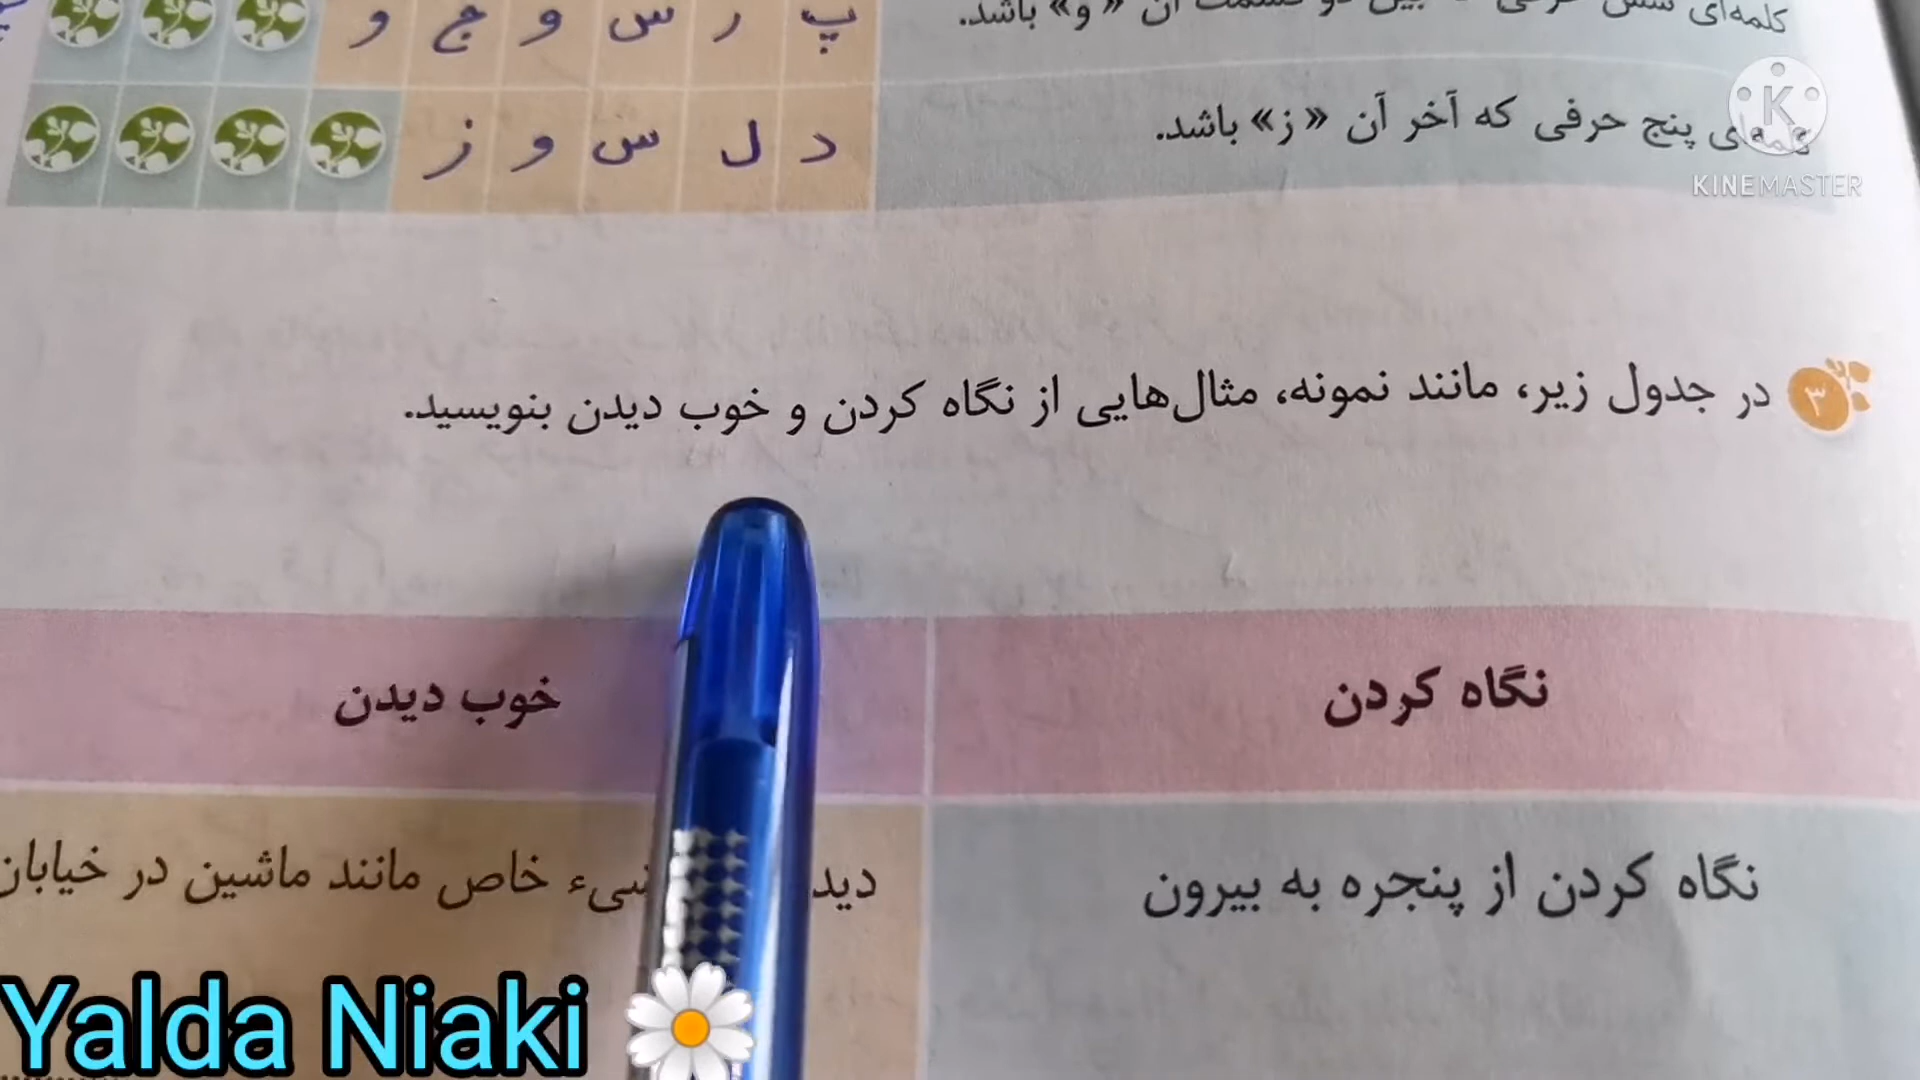 کلمه‌ای شش حرفی که بین دو قسمت آن «و» باشد.
پ ر س و ج و
کلمه‌ای پنج حرفی که آخر آن «ز» باشد.
د ل س و ز
KINEMASTER
۳ در جدول زیر، مانند نمونه، مثال‌هایی از نگاه کردن و خوب دیدن بنویسید.
نگاه کردن
خوب دیدن
نگاه کردن از پنجره به بیرون
شیء خاص مانند ماشین در خیابان
Yalda Niaki